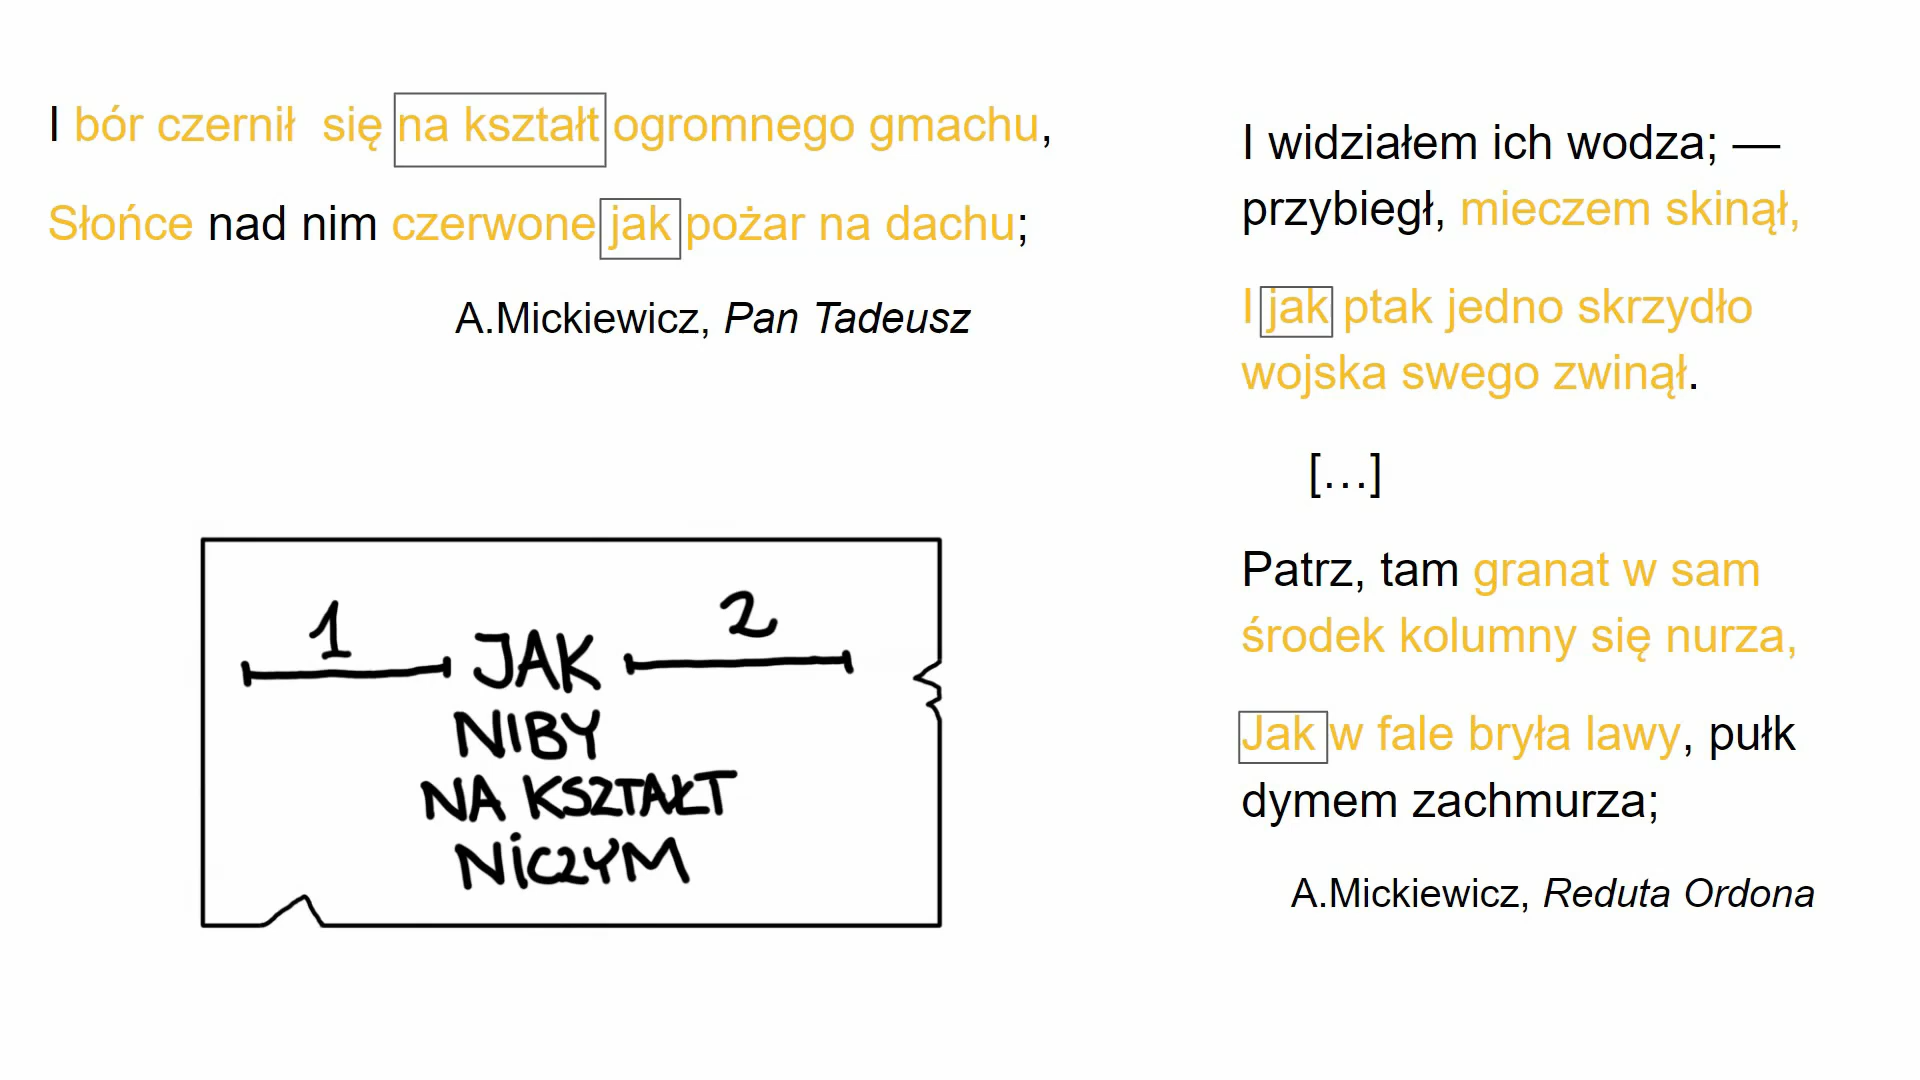 I bór czernił się na kształt ogromnego gmachu,
Słońce nad nim czerwone jak pożar na dachu;
A.Mickiewicz, Pan Tadeusz
1 JAK 2
NIBY
NA KSZTAŁT
NICZYM
I widziałem ich wodza; —
przybiegł, mieczem skinął,
I jak ptak jedno skrzydło
wojska swego zwinął.
[…]
Patrz, tam granat w sam
środek kolumny się nurza,
Jak w fale bryła lawy, pułk
dymem zachmurza;
A.Mickiewicz, Reduta Ordona